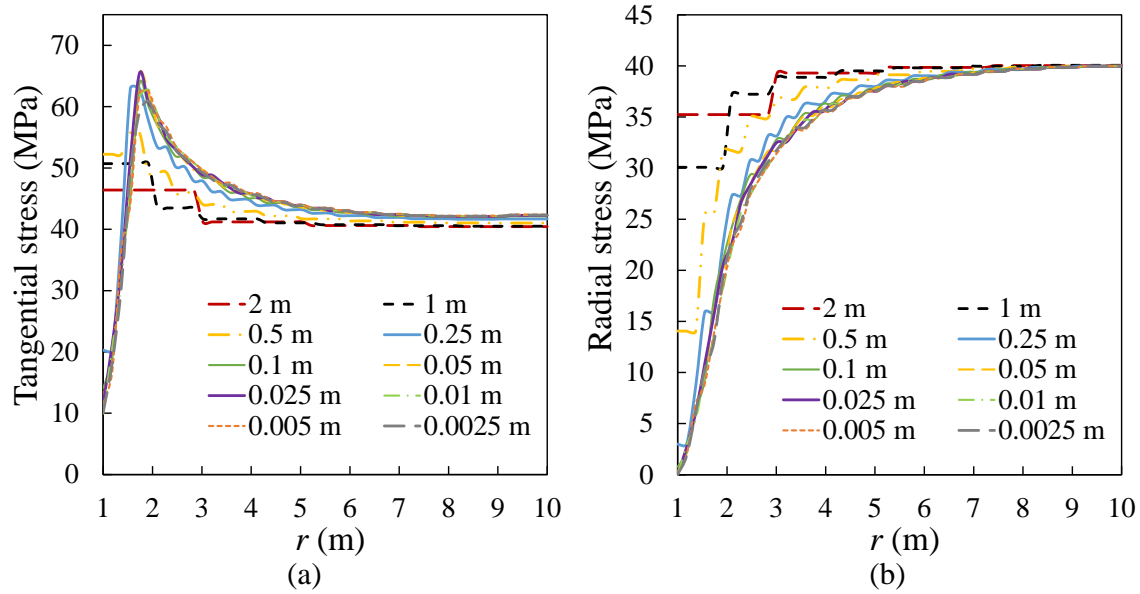 Tangential stress (MPa)
70
60
50
40
30
20
10
0
2 m
1 m
0.5 m
0.25 m
0.1 m
0.05 m
0.025 m
0.01 m
0.005 m
0.0025 m
1 2 3 4 5 6 7 8 9 10
r (m)
(a)
Radial stress (MPa)
45
40
35
30
25
20
15
10
5
0
2 m
1 m
0.5 m
0.25 m
0.1 m
0.05 m
0.025 m
0.01 m
0.005 m
0.0025 m
1 2 3 4 5 6 7 8 9 10
r (m)
(b)